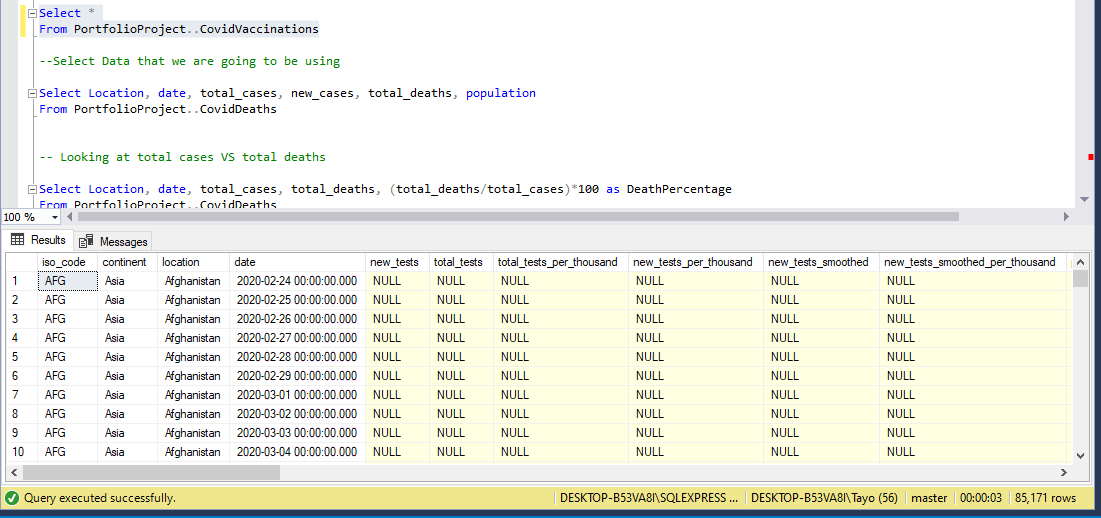 Select *
From PortfolioProject..CovidVaccinations
--Select Data that we are going to be using
Select Location, date, total_cases, new_cases, total_deaths, population
From PortfolioProject..CovidDeaths
-- Looking at total cases VS total deaths
Select Location, date, total_cases, total_deaths, (total_deaths/total_cases)*100 as DeathPercentage
From PortfolioProject..CovidDeaths
100 %
Results Messages
iso_code continent location date new_tests total_tests total_tests_per_thousand new_tests_per_thousand new_tests_smoothed new_tests_smoothed_per_thousand
1 AFG Asia Afghanistan 2020-02-24 00:00:00.000 NULL NULL NULL NULL NULL NULL
2 AFG Asia Afghanistan 2020-02-25 00:00:00.000 NULL NULL NULL NULL NULL NULL
3 AFG Asia Afghanistan 2020-02-26 00:00:00.000 NULL NULL NULL NULL NULL NULL
4 AFG Asia Afghanistan 2020-02-27 00:00:00.000 NULL NULL NULL NULL NULL NULL
5 AFG Asia Afghanistan 2020-02-28 00:00:00.000 NULL NULL NULL NULL NULL NULL
6 AFG Asia Afghanistan 2020-02-29 00:00:00.000 NULL NULL NULL NULL NULL NULL
7 AFG Asia Afghanistan 2020-03-01 00:00:00.000 NULL NULL NULL NULL NULL NULL
8 AFG Asia Afghanistan 2020-03-02 00:00:00.000 NULL NULL NULL NULL NULL NULL
9 AFG Asia Afghanistan 2020-03-03 00:00:00.000 NULL NULL NULL NULL NULL NULL
10 AFG Asia Afghanistan 2020-03-04 00:00:00.000 NULL NULL NULL NULL NULL NULL
Query executed successfully. DESKTOP-B53VA8I\SQLEXPRESS ... DESKTOP-B53VA8I\Tayo (56) master 00:00:03 85,171 rows